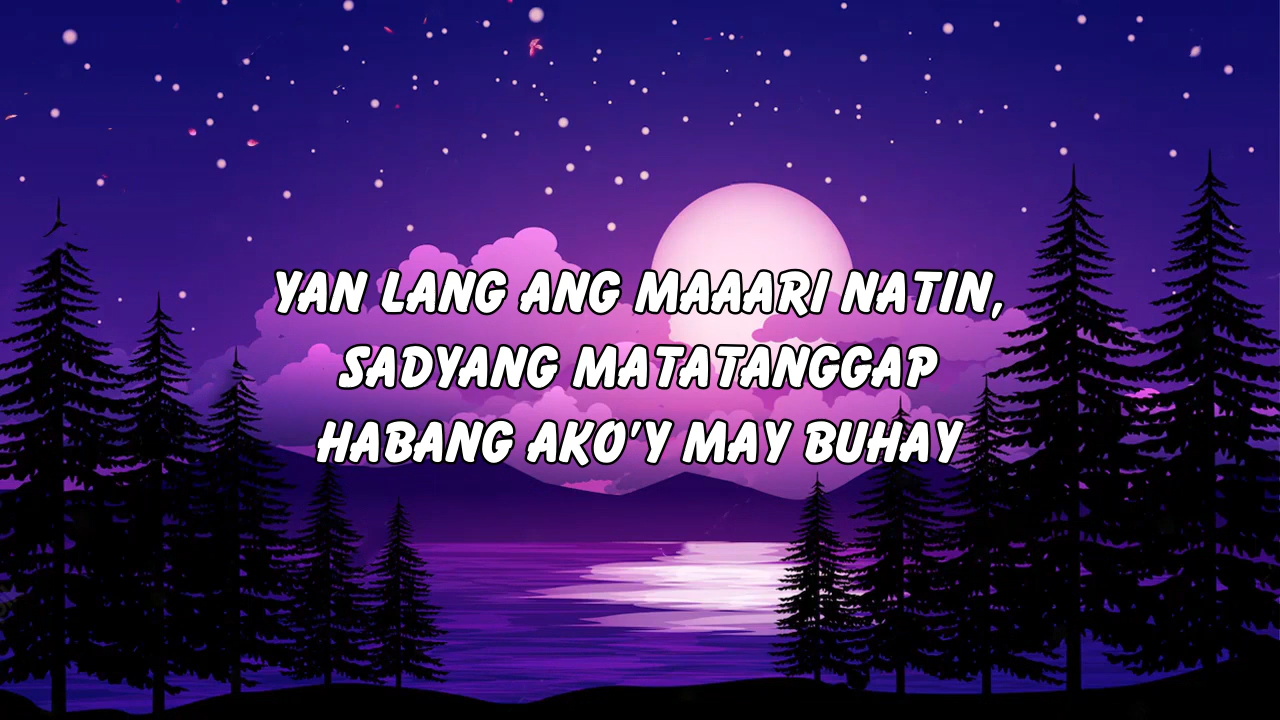 YAN LANG ANG MAAARI NATIN,
SADYANG MATATANGGAP
HABANG AKO'Y MAY BUHAY